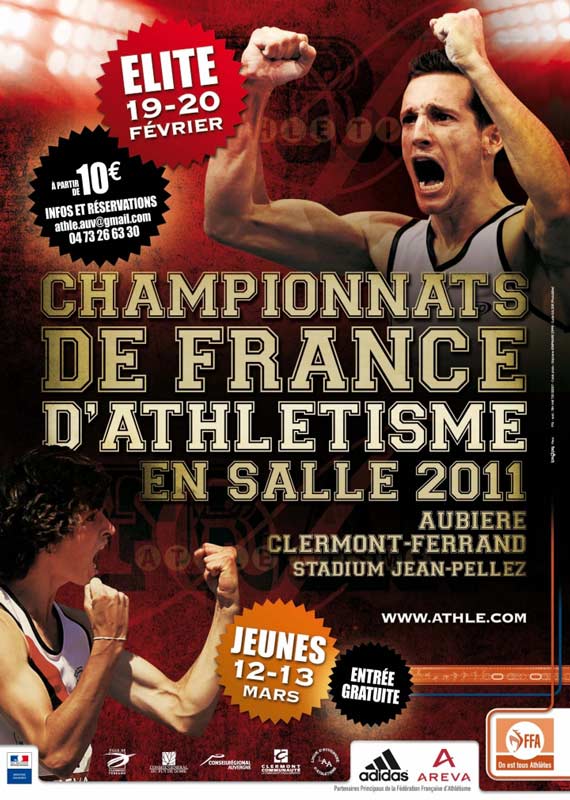 ELITE
19-20
FÉVRIER
À PARTIR
DE 10€
INFOS ET RÉSERVATIONS
athle.auv@gmail.com
04 73 26 63 30
CHAMPIONNATS
DE FRANCE
D'ATHLETISME
EN SALLE 2011
AUBIERE
CLERMONT-FERRAND
STADIUM JEAN-PELLEZ
WWW.ATHLE.COM
JEUNES
12-13
MARS
ENTRÉE
GRATUITE
CONSEIL RÉGIONAL
AUVERGNE
CLERMONT
COMMUNAUTÉ
adidas
AREVA
Partenaires Principaux de la Fédération Française d'Athlétisme
FFA
On est tous Athlètes